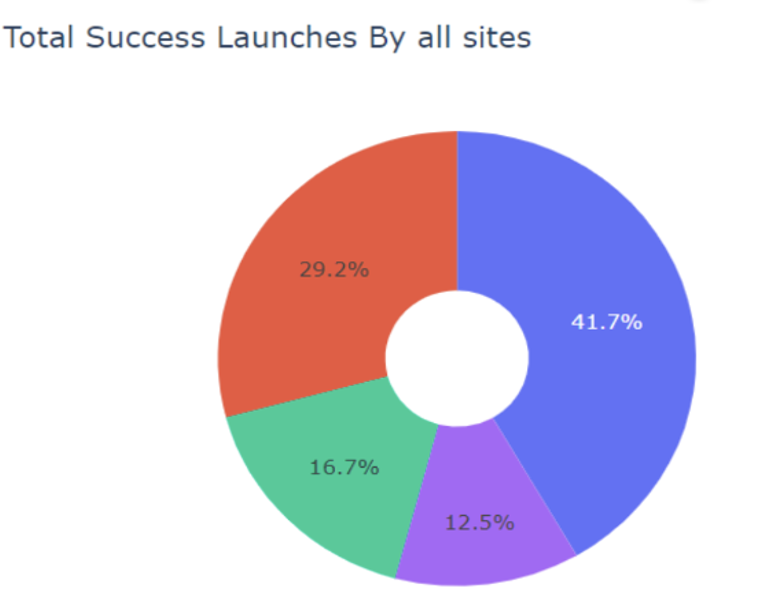 Total Success Launches By all sites
29.2%
41.7%
16.7%
12.5%